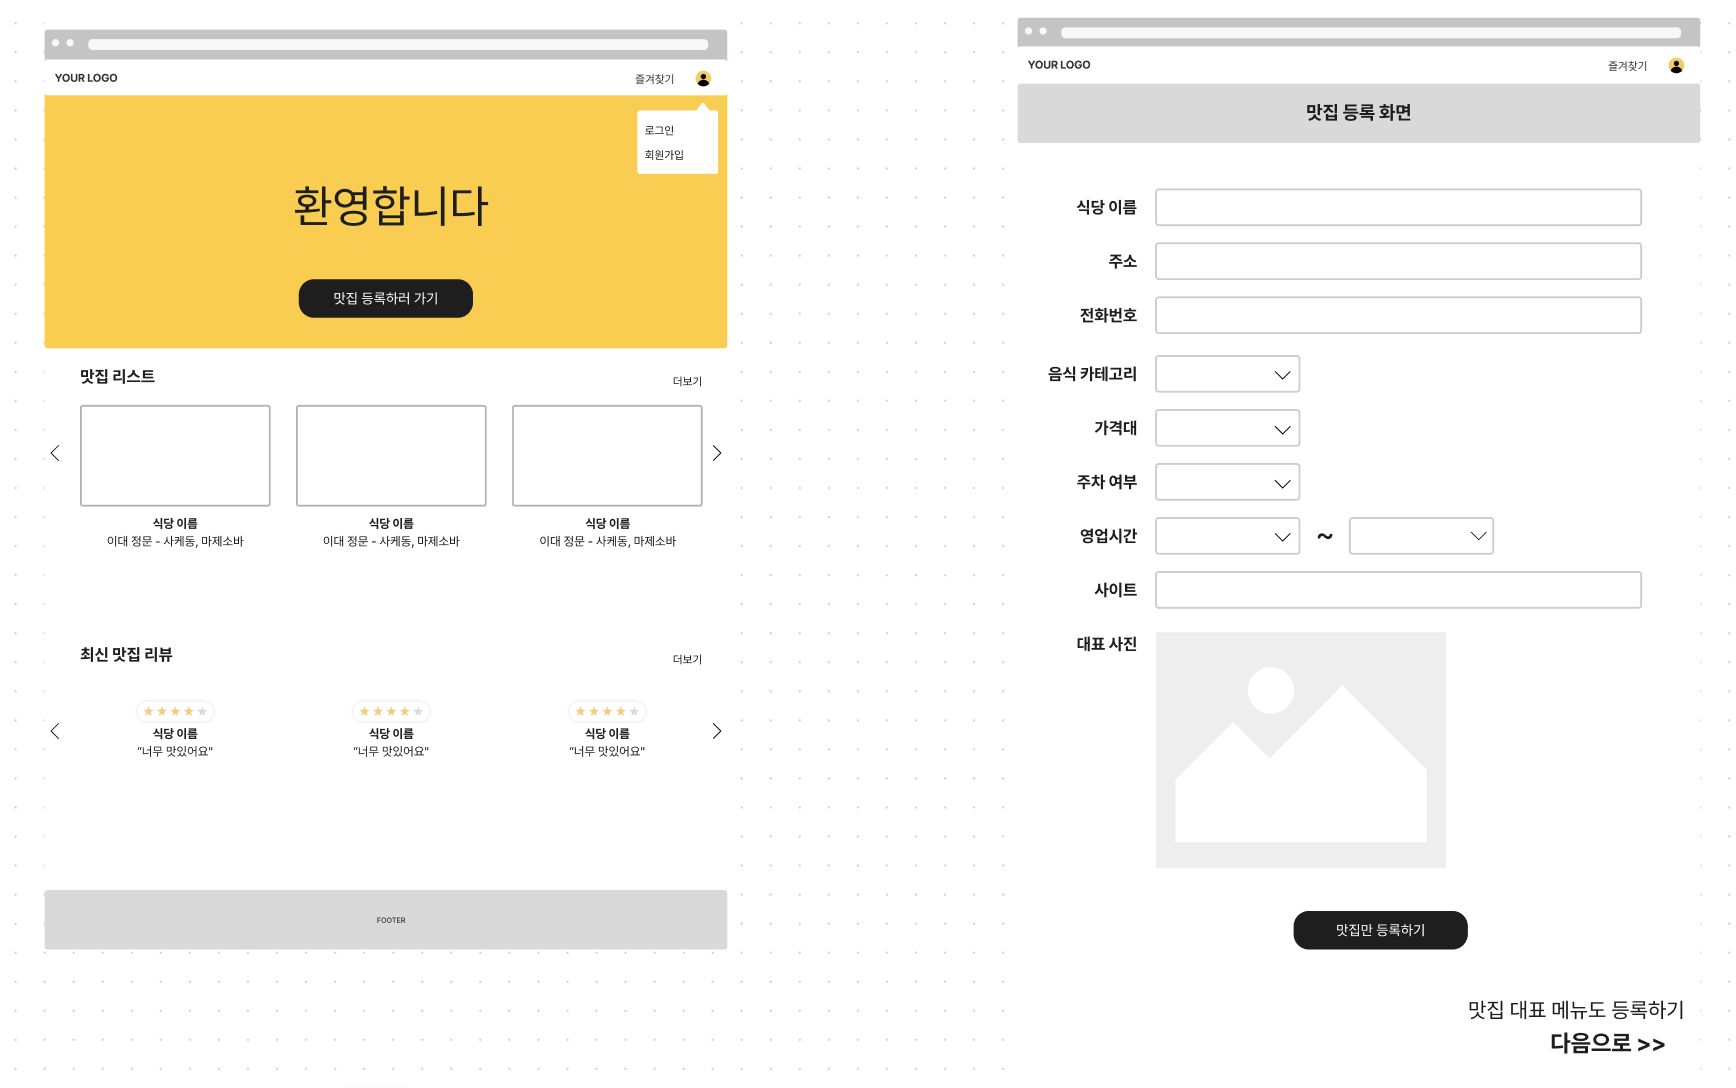 YOUR LOGO
즐겨찾기
로그인
회원가입
환영합니다
맛집 등록하러 가기
맛집 리스트
더보기
식당 이름
이대 정문 - 사케동, 마제소바
식당 이름
이대 정문 - 사케동, 마제소바
식당 이름
이대 정문 - 사케동, 마제소바
최신 맛집 리뷰
더보기
식당 이름
“너무 맛있어요"
식당 이름
“너무 맛있어요"
식당 이름
“너무 맛있어요"
FOOTER
YOUR LOGO
즐겨찾기
맛집 등록 화면
식당 이름
주소
전화번호
음식 카테고리
가격대
주차 여부
영업시간
~
사이트
대표 사진
맛집만 등록하기
맛집 대표 메뉴도 등록하기
다음으로 >>